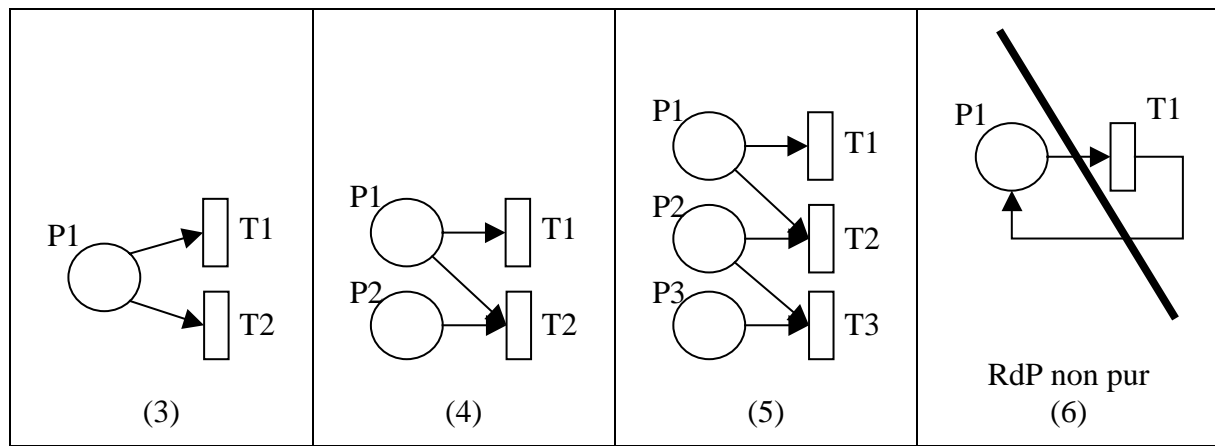 P1
T1
T2
(3)
P1
T1
P2
T2
(4)
P1
T1
P2
T2
P3
T3
(5)
P1
T1
RdP non pur
(6)